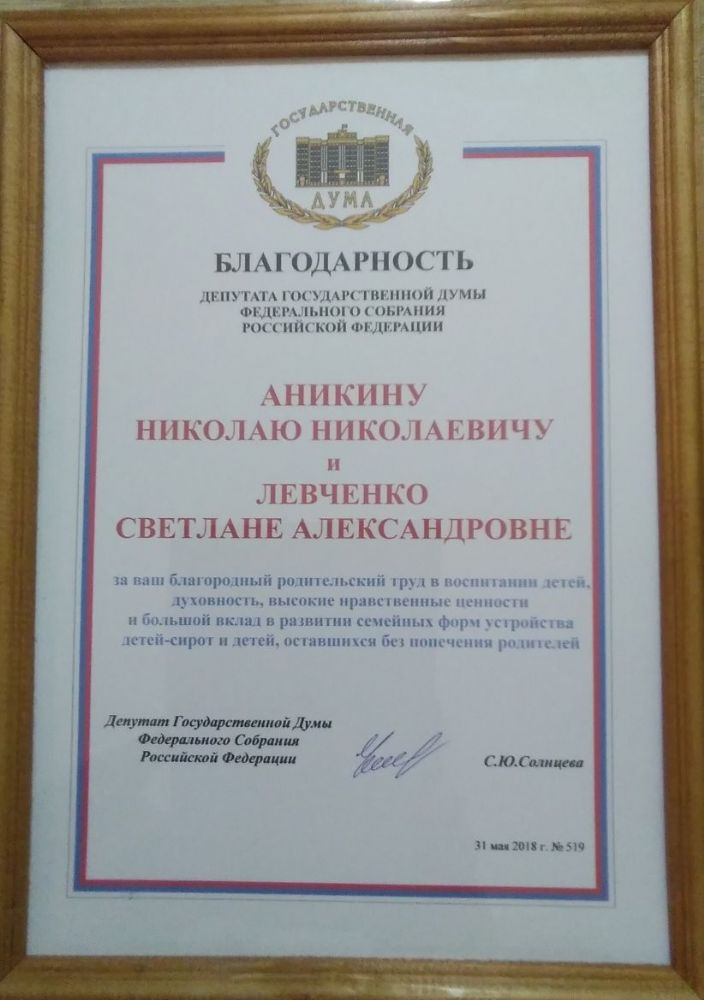 ГОСУДАРСТВЕННАЯ
ДУМА
БЛАГОДАРНОСТЬ
ДЕПУТАТА ГОСУДАРСТВЕННОЙ ДУМЫ
ФЕДЕРАЛЬНОГО СОБРАНИЯ
РОССИЙСКОЙ ФЕДЕРАЦИИ
АНИКИНУ
НИКОЛАЮ НИКОЛАЕВИЧУ
и
ЛЕВЧЕНКО
СВЕТЛАНЕ АЛЕКСАНДРОВНЕ
за ваш благородный родительский труд в воспитании детей,
духовность, высокие нравственные ценности
и большой вклад в развитии семейных форм устройства
детей-сирот и детей, оставшихся без попечения родителей
Депутат Государственной Думы
Федерального Собрания
Российской Федерации
С.Ю.Солнцева
31 мая 2018 г. № 519